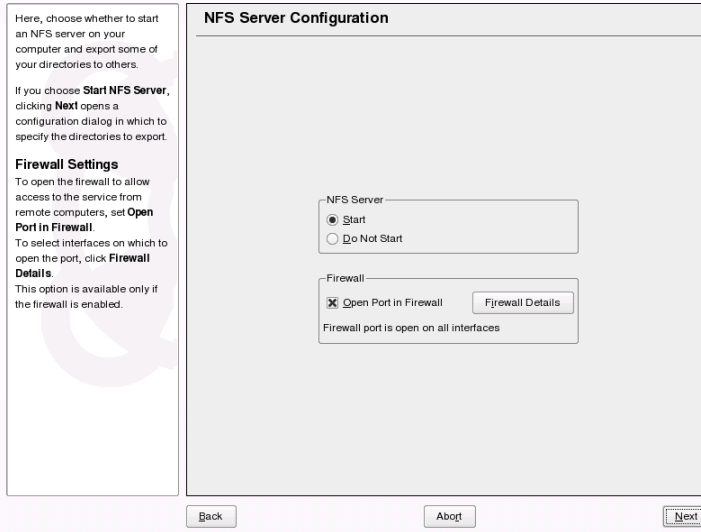 Here, choose whether to start
an NFS server on your
computer and export some of
your directories to others.
If you choose Start NFS Server,
clicking Next opens a
configuration dialog in which to
specify the directories to export.
Firewall Settings
To open the firewall to allow
access to the service from
remote computers, set Open
Port in Firewall.
To select interfaces on which to
open the port, click Firewall
Details.
This option is available only if
the firewall is enabled.
NFS Server Configuration
NFS Server
Start
Do Not Start
Firewall
Open Port in Firewall
Firewall Details
Firewall port is open on all interfaces
Back
Abort
Next